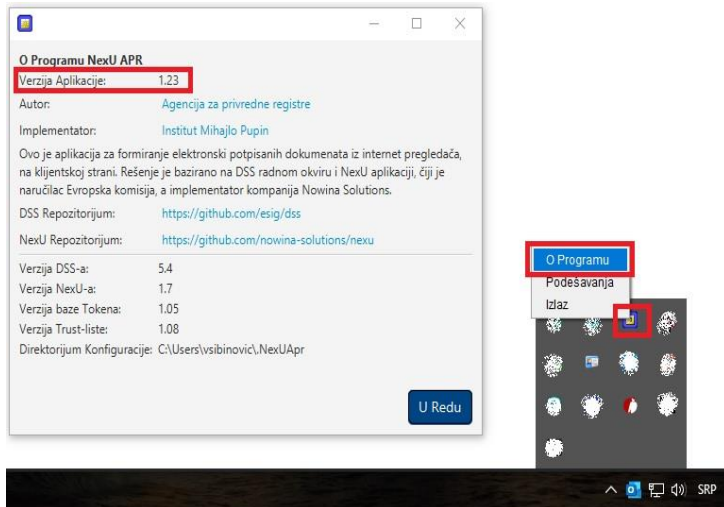 O Programu NexU APR
Verzija Aplikacije: 1.23
Autor: Agencija za privredne registre
Implementator: Institut Mihajlo Pupin
Ovo je aplikacija za formiranje elektronski potpisanih dokumenata iz internet pregledača,
na klijentskoj strani. Rešenje je bazirano na DSS radnom okviru i NexU aplikaciji, čiji je
naručilac Evropska komisija, a implementator kompanija Nowina Solutions.
DSS Repozitorijum: https://github.com/esig/dss
NexU Repozitorijum: https://github.com/nowina-solutions/nexu
Verzija DSS-a: 5.4
Verzija NexU-a: 1.7
Verzija baze Tokena: 1.05
Verzija Trust-liste: 1.08
Direktorijum Konfiguracije: C:\Users\vsibinovic\.NexUApr
U Redu
O Programu
Podešavanja
Izlaz
SRP